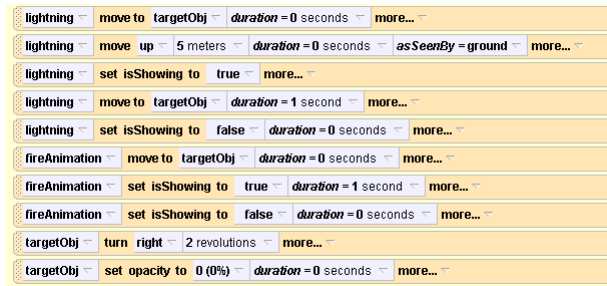 lightning move to targetObj duration = 0 seconds more...
lightning move up 5 meters duration = 0 seconds asSeenBy = ground more...
lightning set isShowing to true more...
lightning move to targetObj duration = 1 second more...
lightning set isShowing to false duration = 0 seconds more...
fireAnimation move to targetObj duration = 0 seconds more...
fireAnimation set isShowing to true duration = 1 second more...
fireAnimation set isShowing to false duration = 0 seconds more...
targetObj turn right 2 revolutions more...
targetObj set opacity to 0 (0%) duration = 0 seconds more...